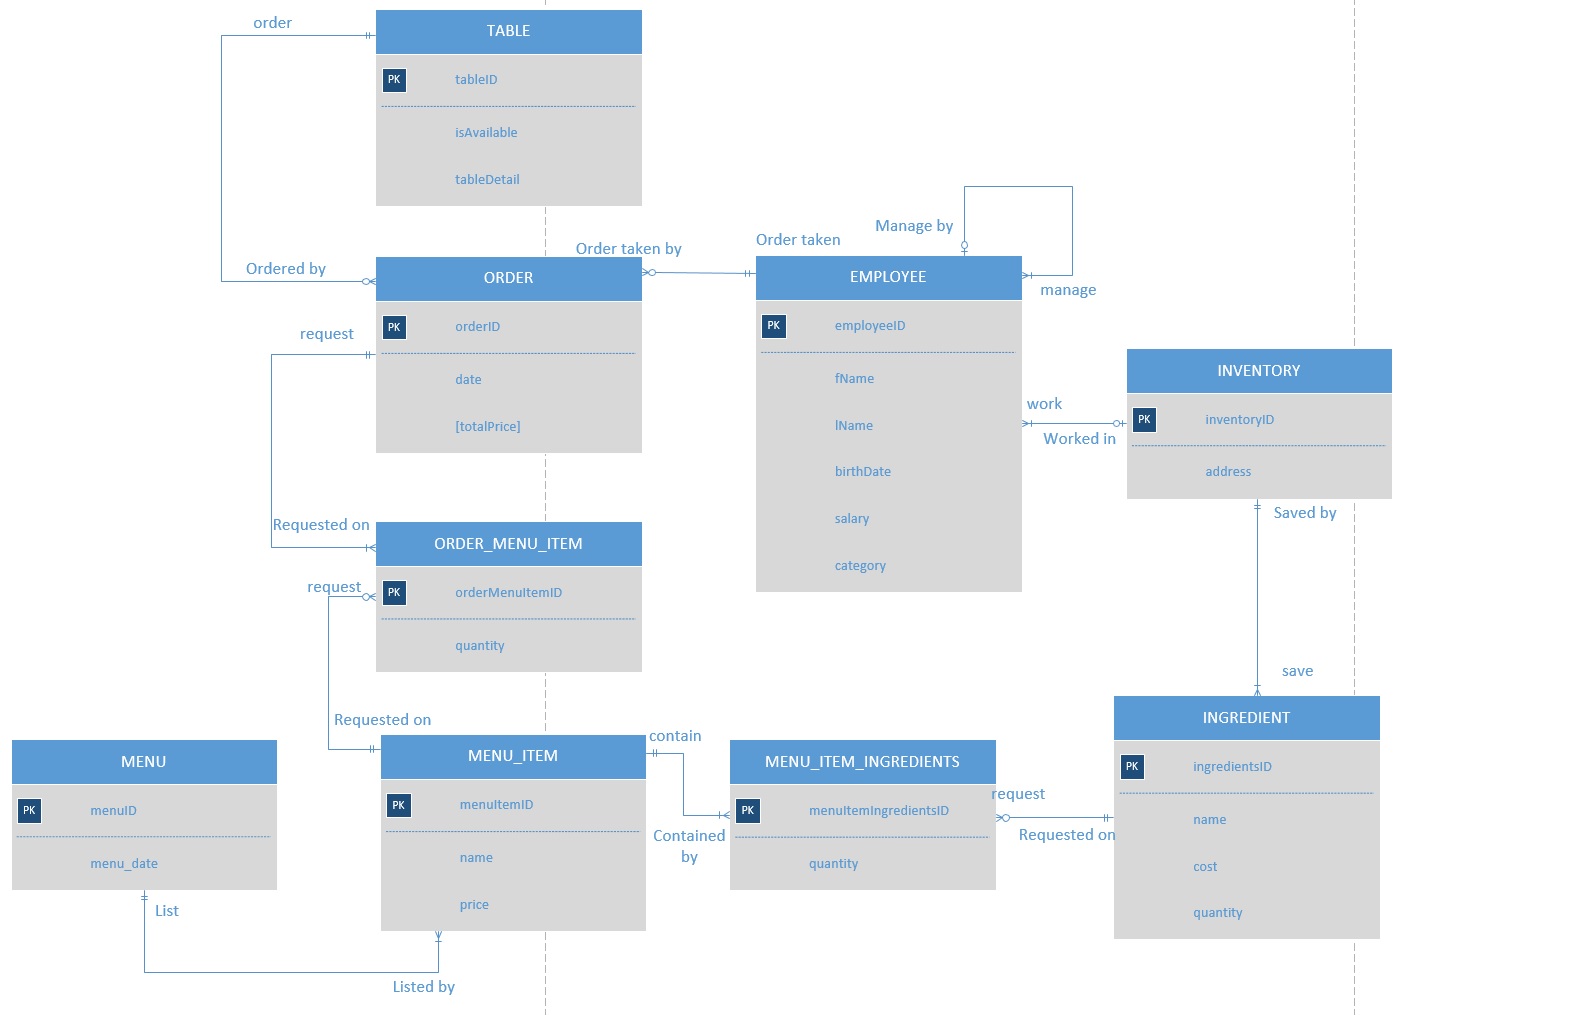 order
TABLE
PK tableID
isAvailable
tableDetail
Ordered by
Order taken by
Order taken
Manage by
manage
ORDER
PK orderID
date
[totalPrice]
request
Requested on
EMPLOYEE
PK employeeID
fName
lName
birthDate
salary
category
work
Worked in
INVENTORY
PK inventoryID
address
Saved by
save
ORDER_MENU_ITEM
PK orderMenuItemID
quantity
request
Requested on
MENU
PK menuID
menu_date
List
Listed by
MENU_ITEM
PK menuItemID
name
price
contain
Contained
by
MENU_ITEM_INGREDIENTS
PK menuItemIngredientsID
quantity
request
Requested on
INGREDIENT
PK ingredientsID
name
cost
quantity